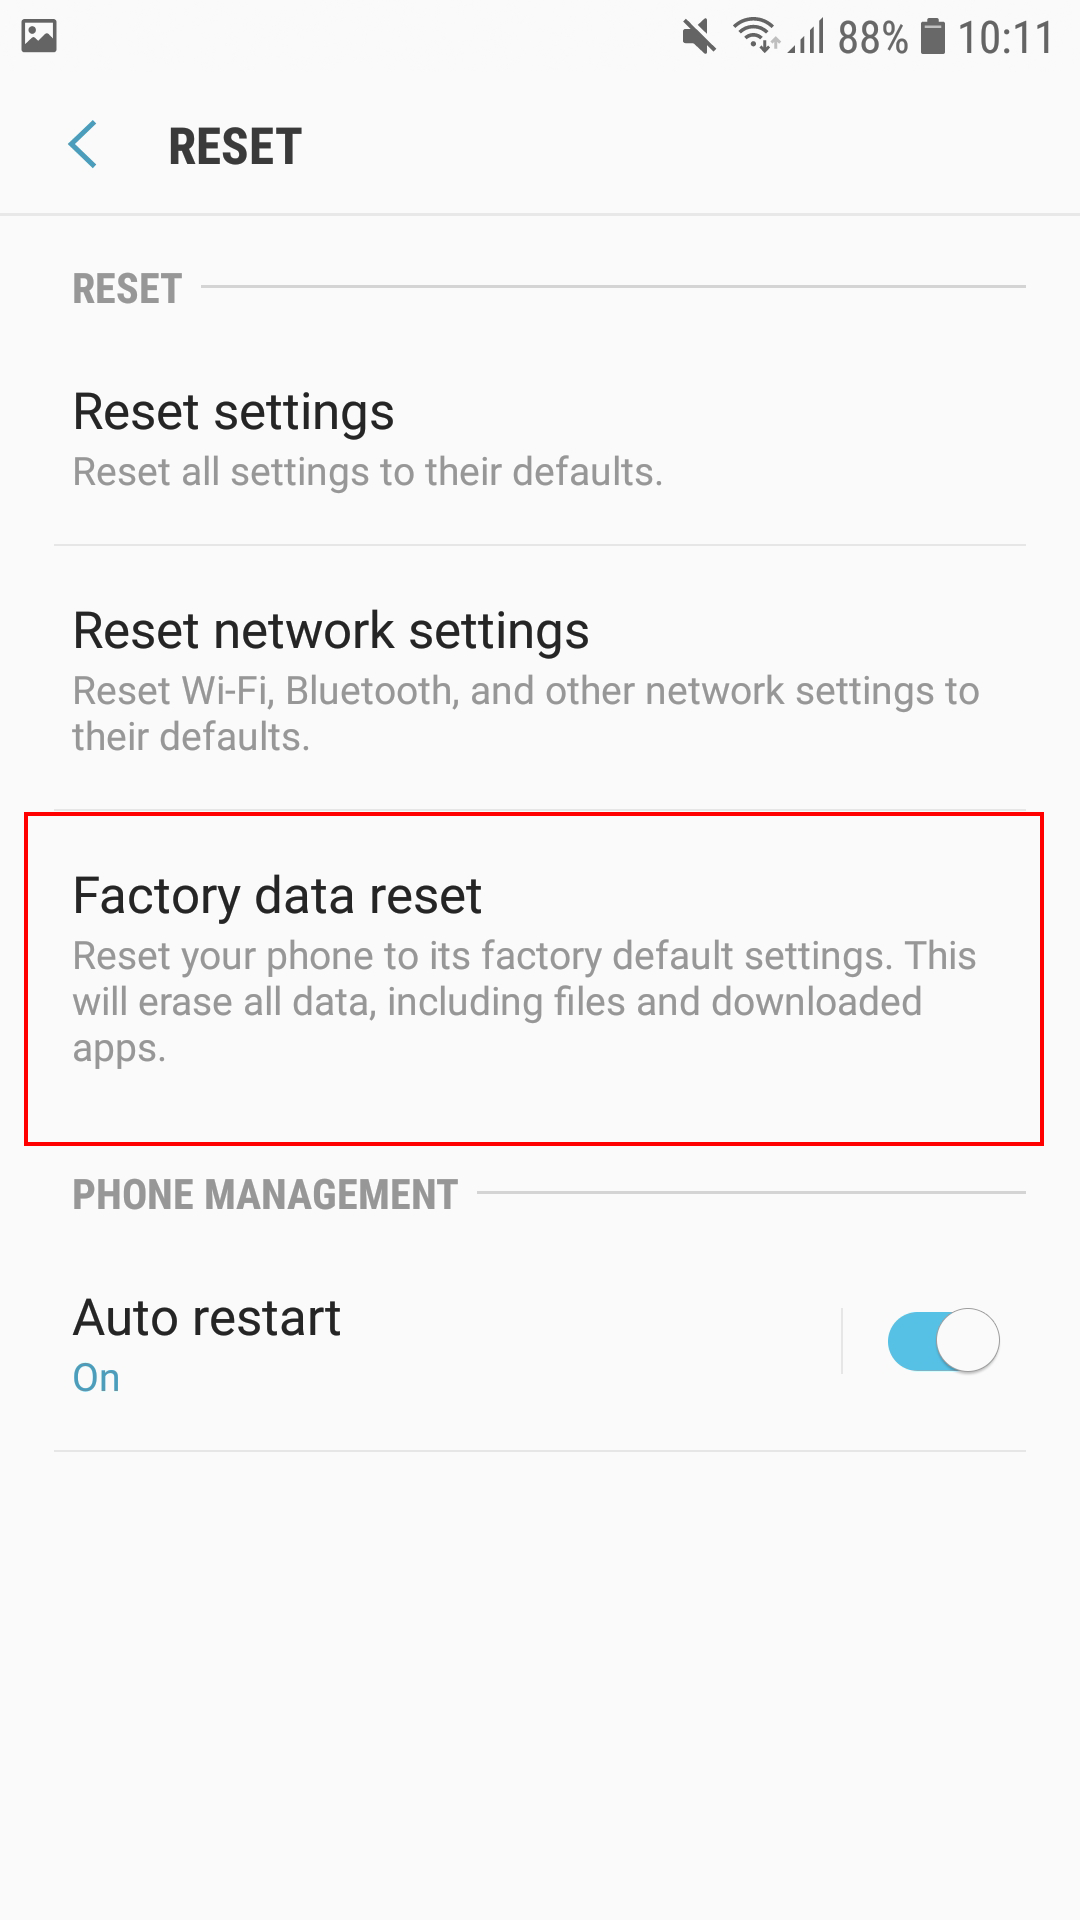 88% 10:11
RESET
RESET
Reset settings
Reset all settings to their defaults.
Reset network settings
Reset Wi-Fi, Bluetooth, and other network settings to
their defaults.
Factory data reset
Reset your phone to its factory default settings. This
will erase all data, including files and downloaded
apps.
PHONE MANAGEMENT
Auto restart
On